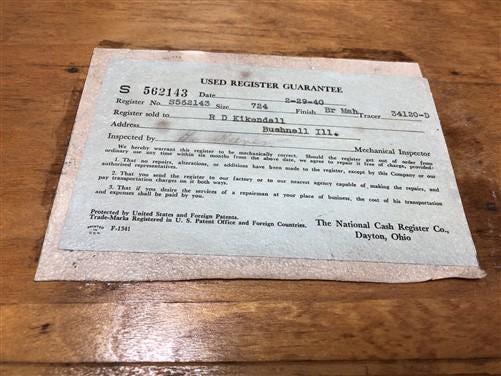 USED REGISTER GUARANTEE
S 562143 Date 2-29-40
Register No. S562143 Size 724 Finish Br Mah. Tracer 34120-D
Register sold to R D Kikendall
Address Bushnell Ill.
Inspected by Mechanical Inspector
We hereby warrant this register to be mechanically correct. Should the register get out of order from
ordinary use any time within six months from the above date, we agree to repair it free of charge, provided:
1. That no repairs, alterations, or additions have been made to the register, except by this Company or our
authorized representatives.
2. That you send the register to our factory or to our nearest agency capable of making the repairs, and
pay transportation charges on it both ways.
3. That if you desire the services of a repairman at your place of business, the cost of his transportation
and expenses shall be paid by you.
Protected by United States and Foreign Patents.
Trade-Marks Registered in U. S. Patent Office and Foreign Countries.
The National Cash Register Co.,
Dayton, Ohio
PRINTED
IN
U.S.A.
F-1341